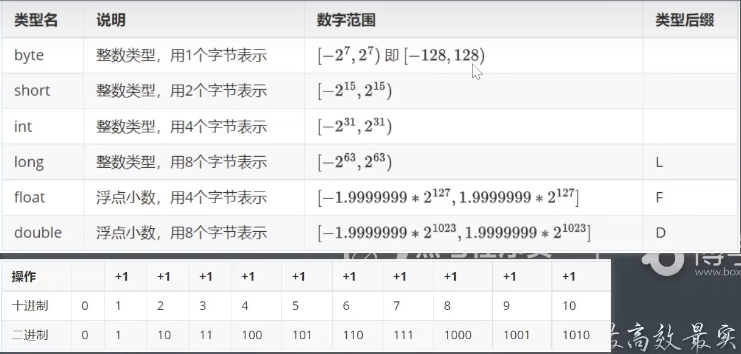 类型名 说明 数字范围 类型后缀
byte 整数类型，用1个字节表示 [−2^7, 2^7) 即 [−128, 128)
short 整数类型，用2个字节表示 [−2^15, 2^15)
int 整数类型，用4个字节表示 [−2^31, 2^31)
long 整数类型，用8个字节表示 [−2^63, 2^63) L
float 浮点小数，用4个字节表示 [−1.9999999 * 2^127, 1.9999999 * 2^127] F
double 浮点小数，用8个字节表示 [−1.9999999 * 2^1023, 1.9999999 * 2^1023] D
操作 +1 +1 +1 +1 +1 +1 +1 +1 +1 +1
十进制 0 1 2 3 4 5 6 7 8 9 10
二进制 0 1 10 11 100 101 110 111 1000 1001 1010
www.box
最高效最实